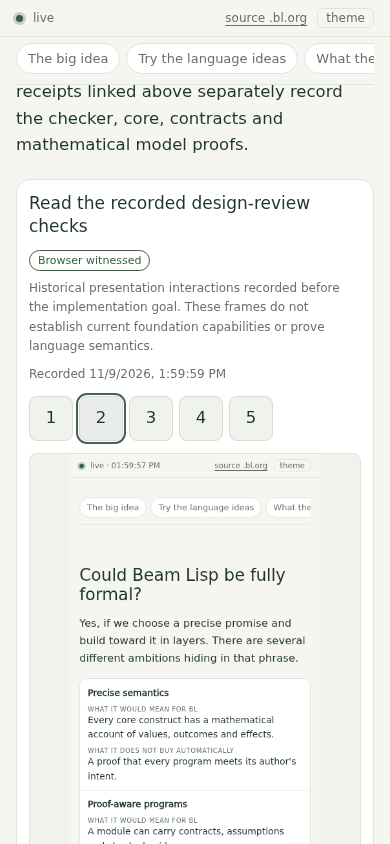 live
source .bl.org
theme
The big idea
Try the language ideas
What the
receipts linked above separately record
the checker, core, contracts and
mathematical model proofs.
Read the recorded design-review
checks
Browser witnessed
Historical presentation interactions recorded before
the implementation goal. These frames do not
establish current foundation capabilities or prove
language semantics.
Recorded 11/9/2026, 1:59:59 PM
1
2
3
4
5
live · 01:59:57 PM
source .bl.org
theme
The big idea
Try the language ideas
What the
Could Beam Lisp be fully
formal?
Yes, if we choose a precise promise and
build toward it in layers. There are several
different ambitions hiding in that phrase.
Precise semantics
WHAT IT WOULD MEAN FOR BL
Every core construct has a mathematical
account of values, outcomes and effects.
WHAT IT DOES NOT BUY AUTOMATICALLY
A proof that every program meets its author's
intent.
Proof-aware programs
WHAT IT WOULD MEAN FOR BL
A module can carry contracts, assumptions